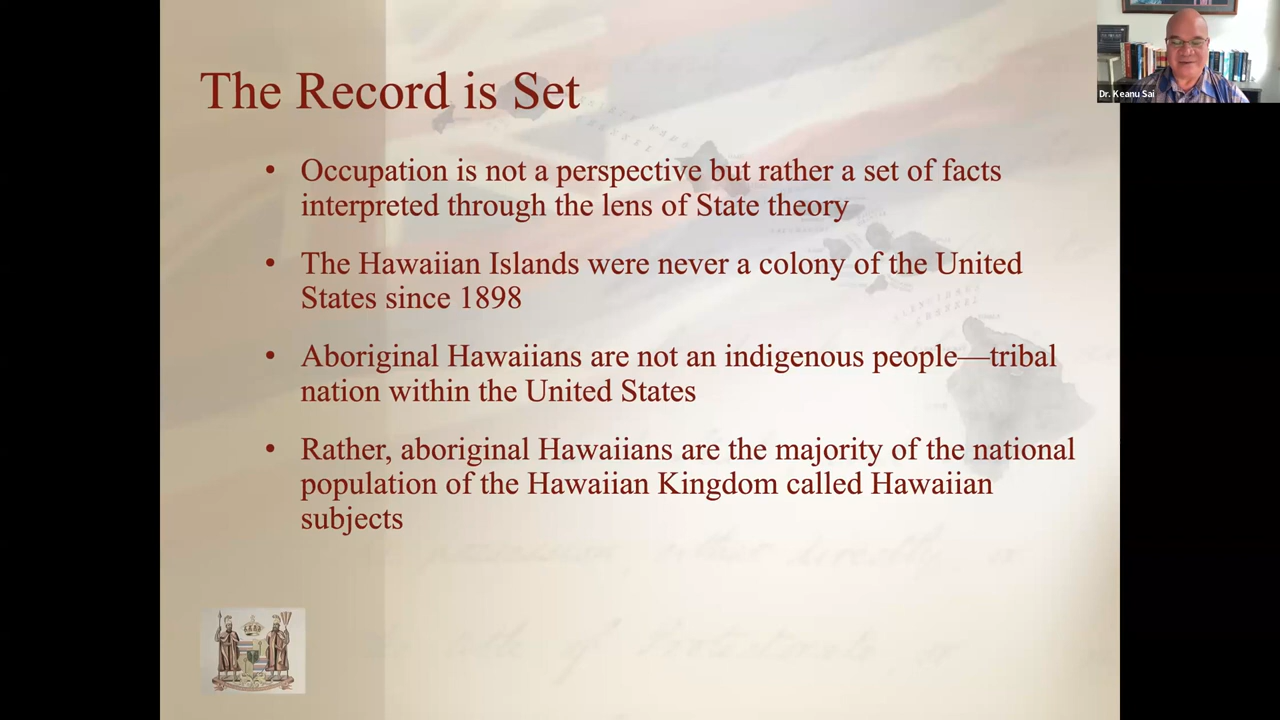 The Record is Set
• Occupation is not a perspective but rather a set of facts
interpreted through the lens of State theory
• The Hawaiian Islands were never a colony of the United
States since 1898
• Aboriginal Hawaiians are not an indigenous people—tribal
nation within the United States
• Rather, aboriginal Hawaiians are the majority of the national
population of the Hawaiian Kingdom called Hawaiian
subjects
Dr. Keanu Sai